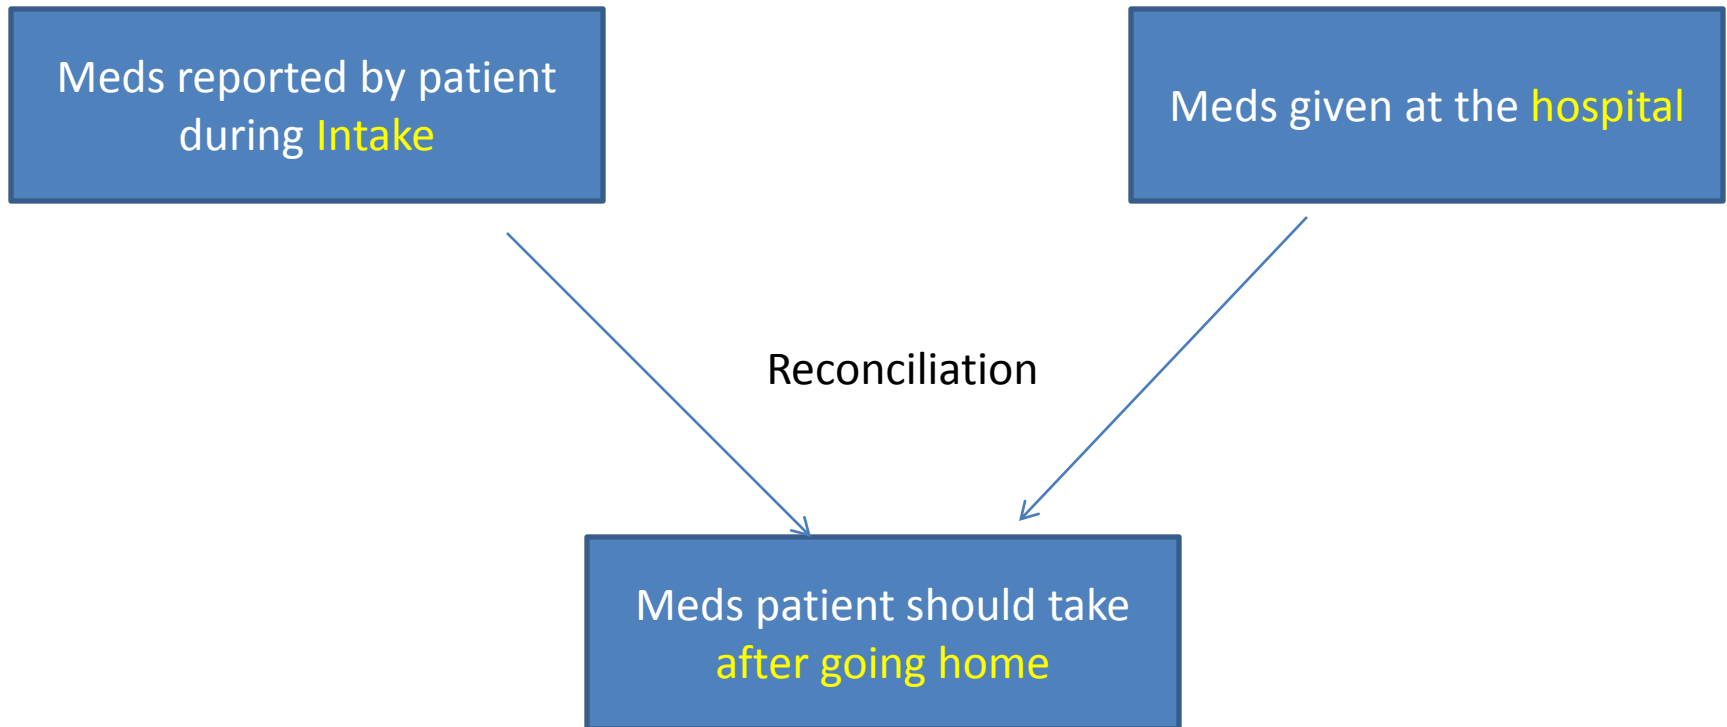 Meds reported by patient
during Intake
Meds given at the hospital
Reconciliation
Meds patient should take
after going home